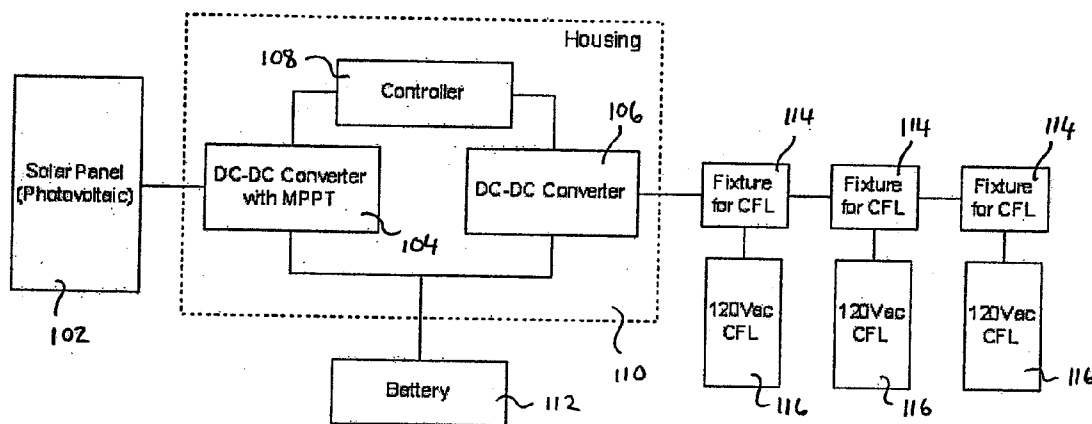 Housing
108
Controller
106
114
114
114
Solar Panel
(Photovoltaic)
DC-DC Converter
with MPPT
DC-DC Converter
Fixture
for CFL
Fixture
for CFL
Fixture
for CFL
104
102
120Vac
CFL
120Vac
CFL
120Vac
CFL
110
Battery
112
116
116
116